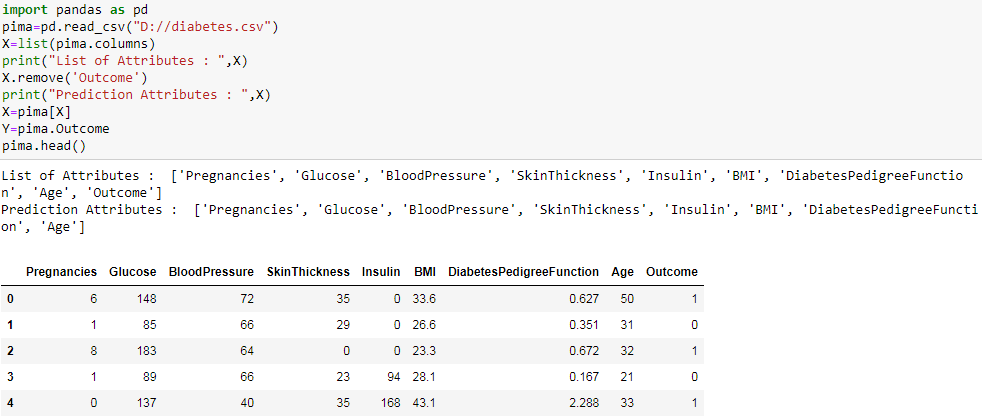 import pandas as pd
pima=pd.read_csv("D://diabetes.csv")
X=list(pima.columns)
print("List of Attributes : ",X)
X.remove('Outcome')
print("Prediction Attributes : ",X)
X=pima[X]
Y=pima.Outcome
pima.head()
List of Attributes :  ['Pregnancies', 'Glucose', 'BloodPressure', 'SkinThickness', 'Insulin', 'BMI', 'DiabetesPedigreeFunctio
n', 'Age', 'Outcome']
Prediction Attributes :  ['Pregnancies', 'Glucose', 'BloodPressure', 'SkinThickness', 'Insulin', 'BMI', 'DiabetesPedigreeFuncti
on', 'Age']
Pregnancies Glucose BloodPressure SkinThickness Insulin BMI DiabetesPedigreeFunction Age Outcome
0 6 148 72 35 0 33.6 0.627 50 1
1 1 85 66 29 0 26.6 0.351 31 0
2 8 183 64 0 0 23.3 0.672 32 1
3 1 89 66 23 94 28.1 0.167 21 0
4 0 137 40 35 168 43.1 2.288 33 1